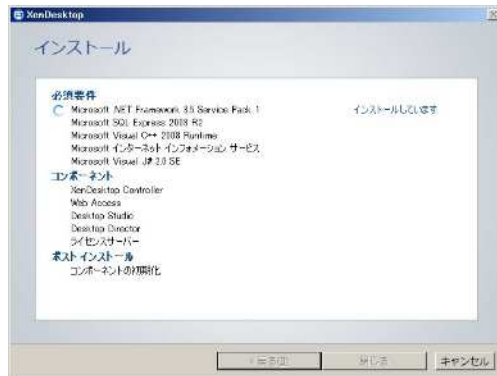 XenDesktop
インストール
必須要件
Microsoft .NET Framework 3.5 Service Pack 1 インストールしています
Microsoft SQL Express 2008 R2
Microsoft Visual C++ 2008 Runtime
Microsoft インターネット インフォメーション サービス
Microsoft Visual J# 2.0 SE
コンポーネント
XenDesktop Controller
Web Access
Desktop Studio
Desktop Director
ライセンスサーバー
ポスト インストール
コンポーネントの初期化
キャンセル